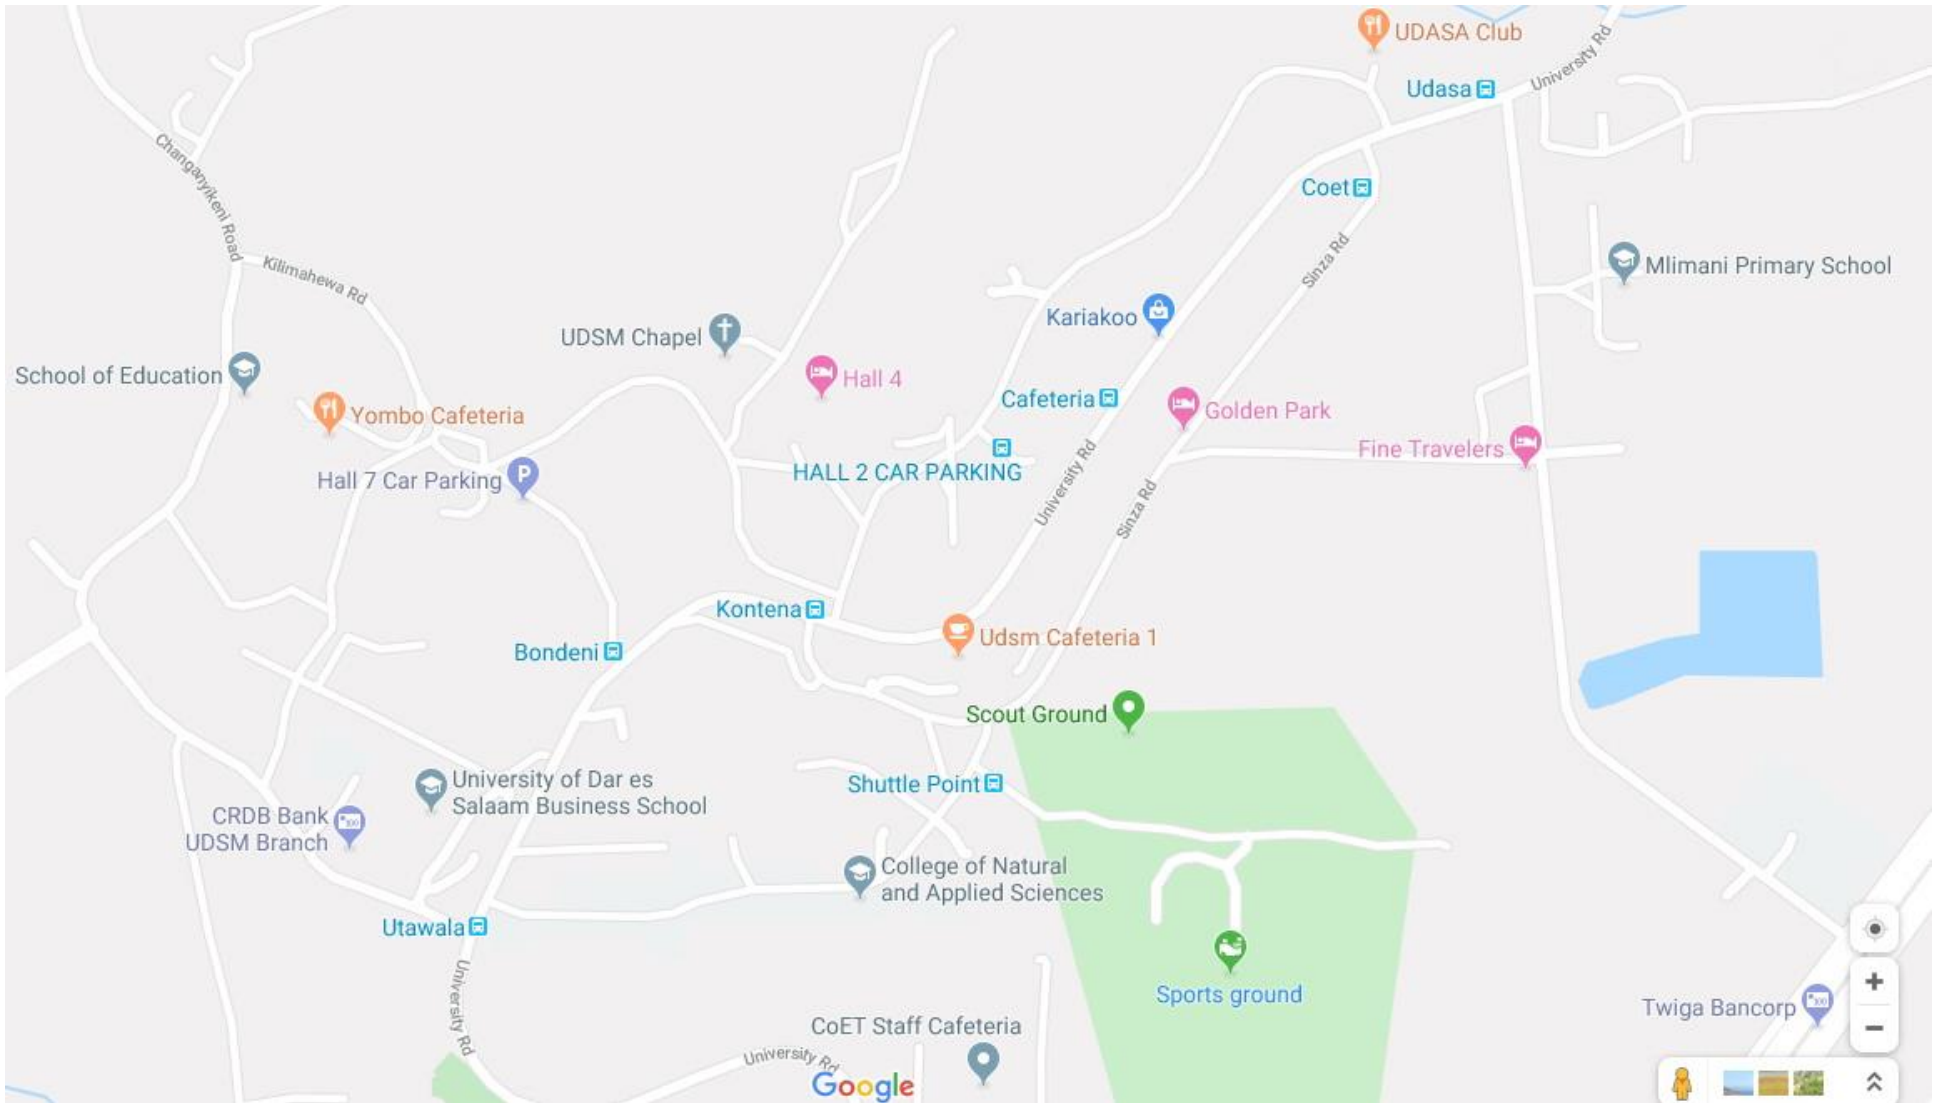 UDASA Club
University Rd
Udasa
Changanyikeni Road
Coet
Sinza Rd
Kilimahewa Rd
Mlimani Primary School
Kariakoo
UDSM Chapel
School of Education
Hall 4
Cafeteria
Golden Park
Yombo Cafeteria
Fine Travelers
HALL 2 CAR PARKING
Hall 7 Car Parking
P
University Rd
Sinza Rd
Kontena
Udsm Cafeteria 1
Bondeni
Scout Ground
University of Dar es
Salaam Business School
Shuttle Point
CRDB Bank
UDSM Branch
College of Natural
and Applied Sciences
Utawala
University Rd
Sports ground
Twiga Bancorp
CoET Staff Cafeteria
University Rd
Google